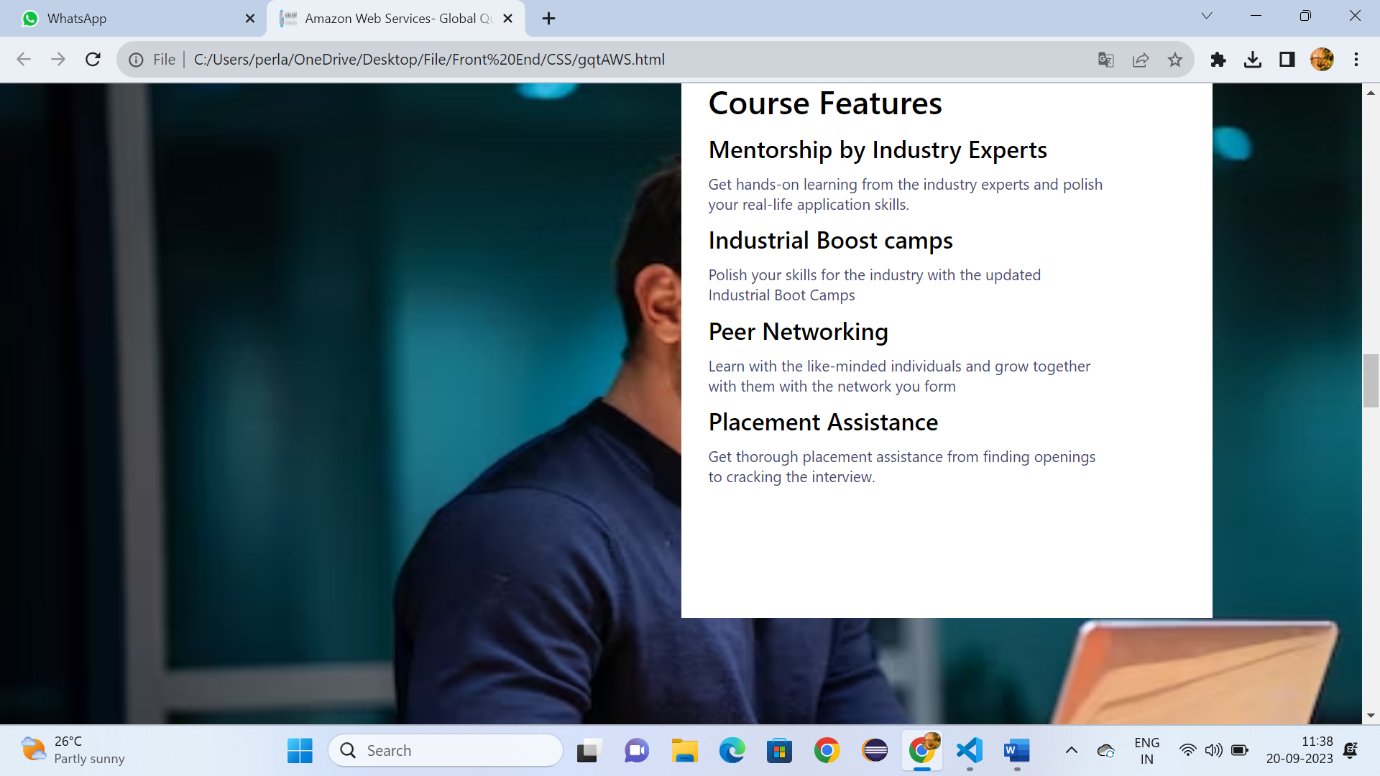 WhatsApp
Amazon Web Services- Global Qu
File
C:/Users/perla/OneDrive/Desktop/File/Front%20End/CSS/gqtAWS.html
Course Features
Mentorship by Industry Experts
Get hands-on learning from the industry experts and polish
your real-life application skills.
Industrial Boost camps
Polish your skills for the industry with the updated
Industrial Boot Camps
Peer Networking
Learn with the like-minded individuals and grow together
with them with the network you form
Placement Assistance
Get thorough placement assistance from finding openings
to cracking the interview.
26°C
Partly sunny
Search
ENG
IN
11:38
20-09-2023